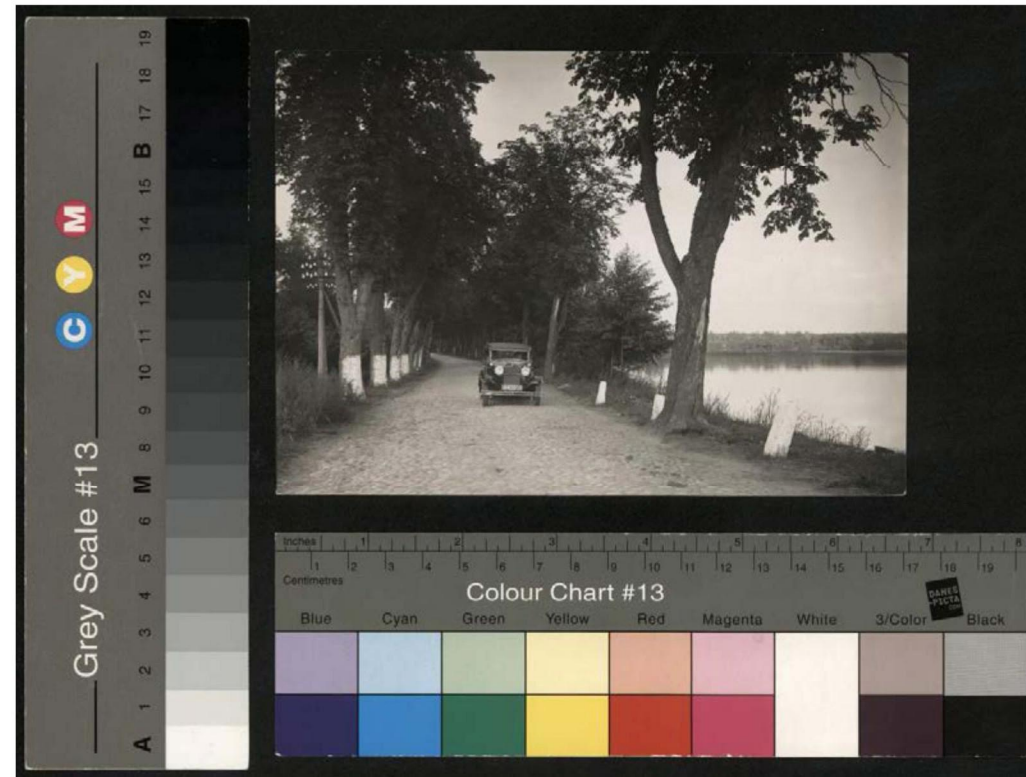 Grey Scale #13
C Y M
A 1 2 3 4 5 6 M 8 9 10 11 12 13 14 15 B 17 18 19
Inches 1 2 3 4 5 6 7 8
Centimetres 1 2 3 4 5 6 7 8 9 10 11 12 13 14 15 16 17 18 19
Colour Chart #13
DANES
-PICTA
.COM
Blue Cyan Green Yellow Red Magenta White 3/Color Black